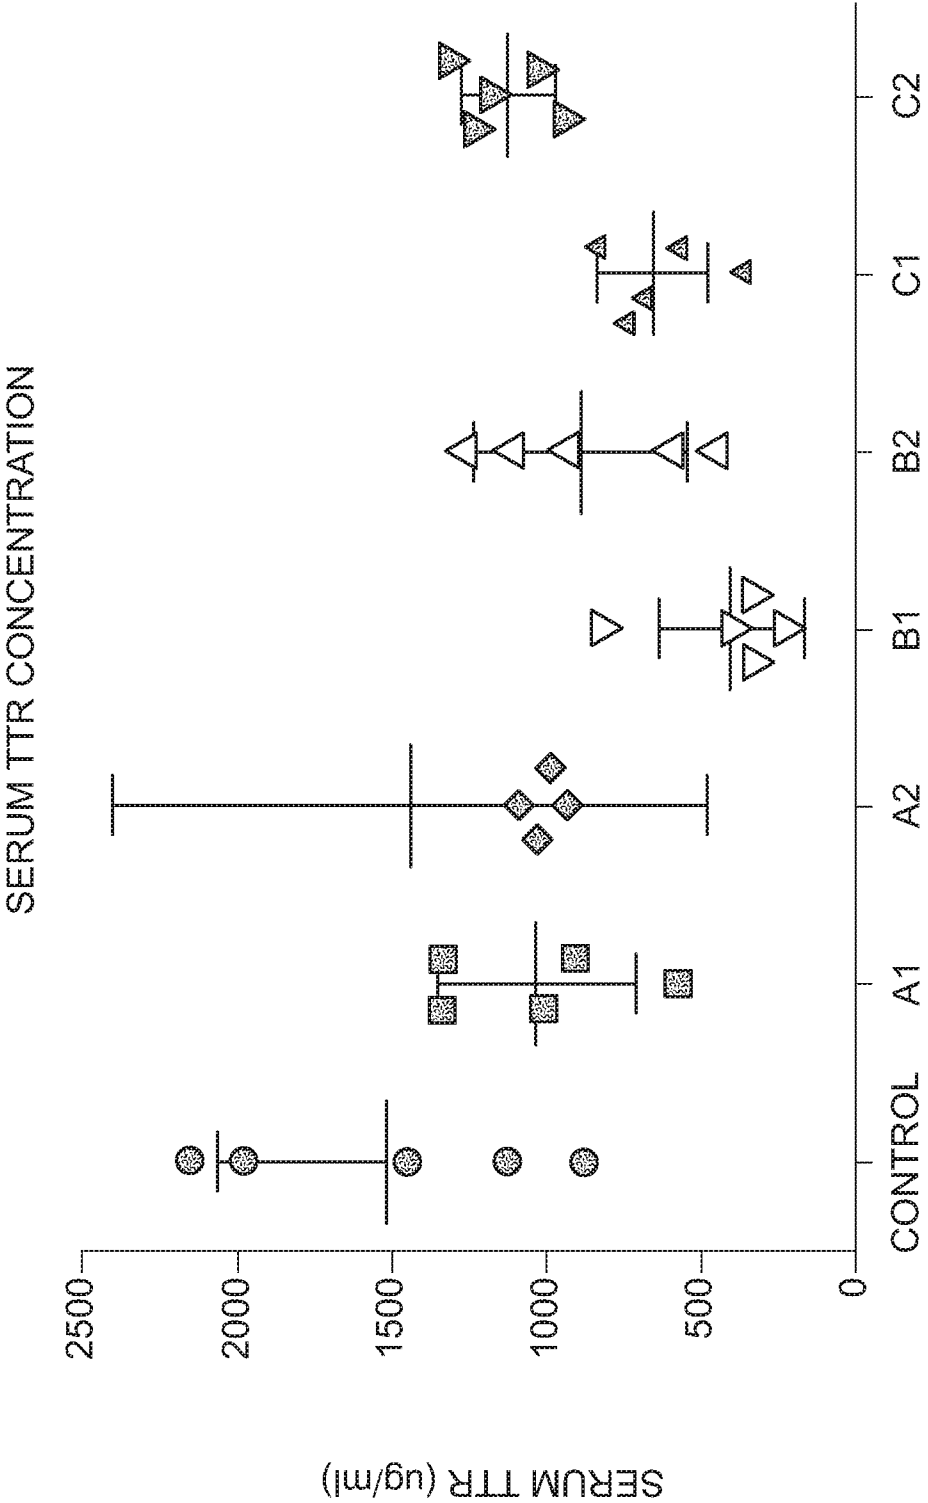 SERUM TTR CONCENTRATION
SERUM TTR (ug/ml)
2500
2000
1500
1000
500
0
CONTROL A1 A2 B1 B2 C1 C2